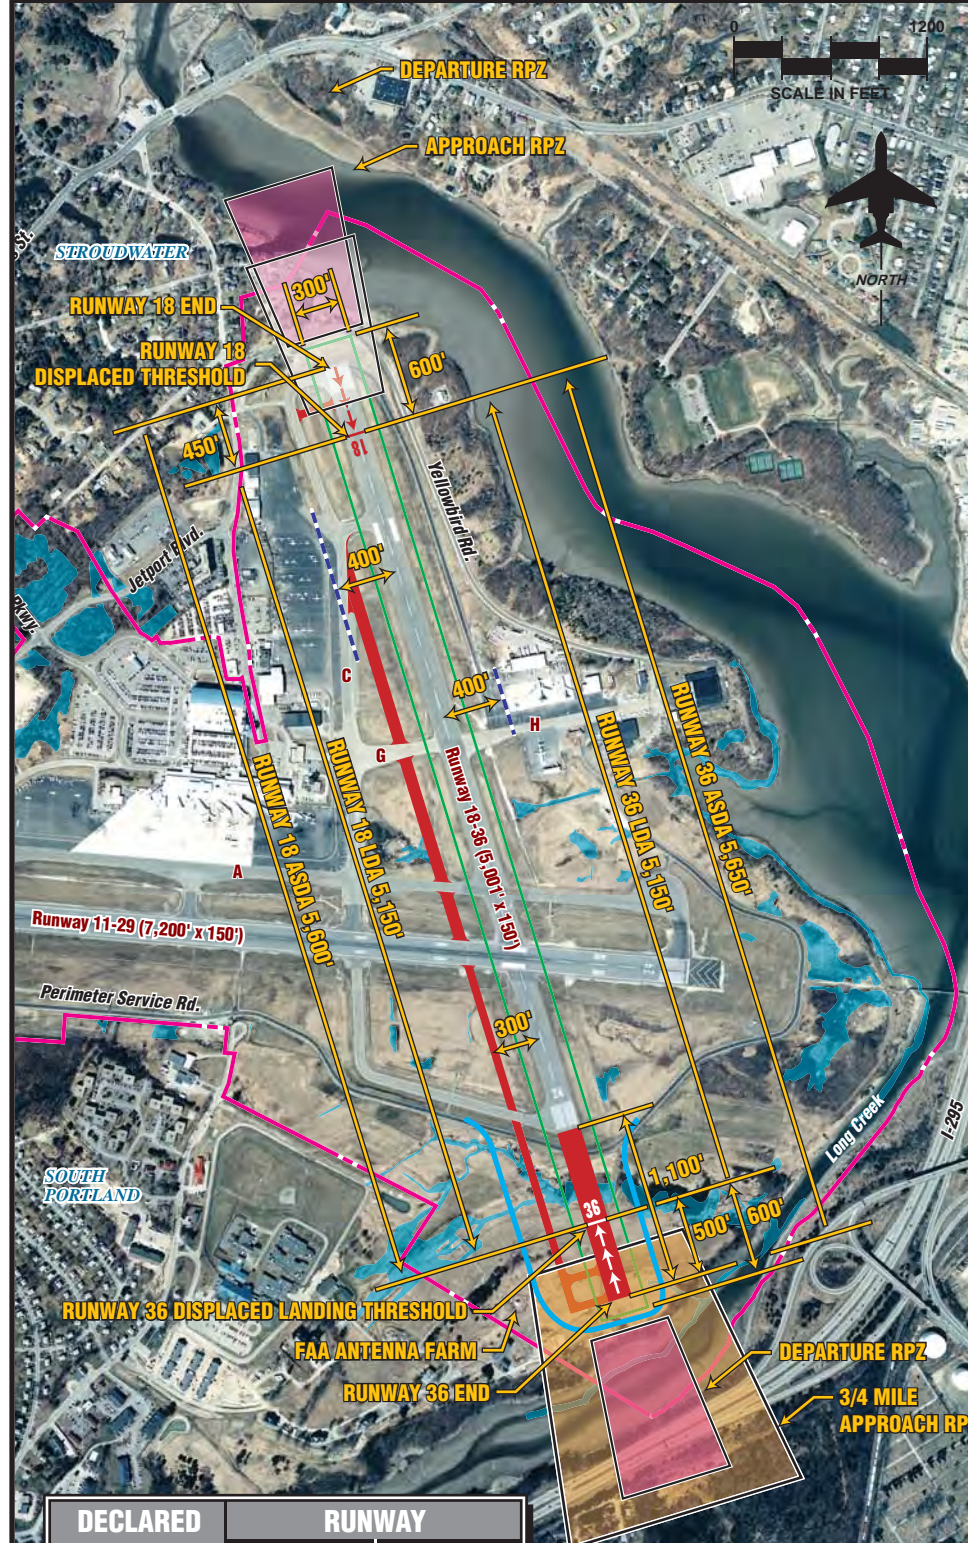 0 1200
SCALE IN FEET
DEPARTURE RPZ
APPROACH RPZ
NORTH
St.
STROUDWATER
300'
RUNWAY 18 END
RUNWAY 18
DISPLACED THRESHOLD
600'
450'
18
Yellowbird Rd.
Jetport Blvd.
Pkwy.
400'
C
400'
H
G
RUNWAY 18 ASDA 5,600'
RUNWAY 18 LDA 5,150'
Runway 18-36 (5,001' x 150')
RUNWAY 36 LDA 5,150'
RUNWAY 36 ASDA 5,650'
A
Runway 11-29 (7,200' x 150')
Perimeter Service Rd.
300'
Long Creek
I-295
1,100'
SOUTH
PORTLAND
36
500'
600'
RUNWAY 36 DISPLACED LANDING THRESHOLD
FAA ANTENNA FARM
RUNWAY 36 END
DEPARTURE RPZ
3/4 MILE
APPROACH RP
DECLARED RUNWAY